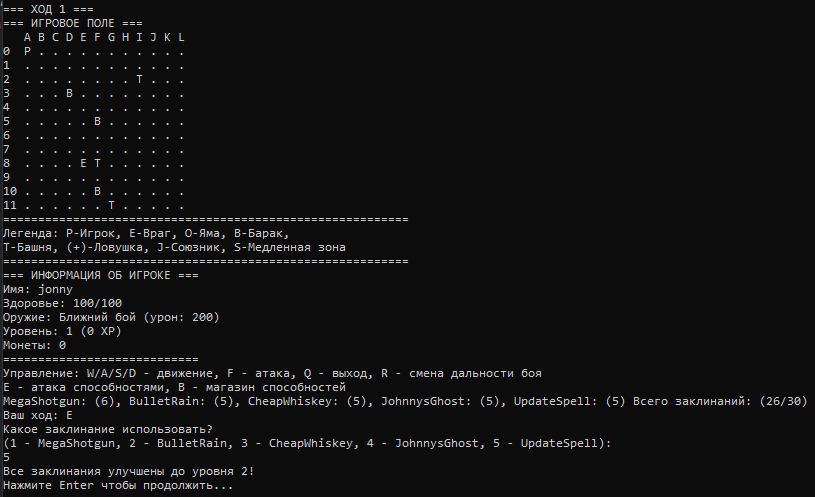 === ХОД 1 ===
=== ИГРОВОЕ ПОЛЕ ===
   A B C D E F G H I J K L
0  P . . . . . . . . . . .
1  . . . . . . . . . . . .
2  . . . . . . . . T . . .
3  . . . B . . . . . . . .
4  . . . . . . . . . . . .
5  . . . . . B . . . . . .
6  . . . . . . . . . . . .
7  . . . . . . . . . . . .
8  . . . . E T . . . . . .
9  . . . . . . . . . . . .
10 . . . . . B . . . . . .
11 . . . . . . T . . . . .
==========================================================
Легенда: P-Игрок, E-Враг, O-Яма, B-Барак,
T-Башня, (+)-Ловушка, J-Союзник, S-Медленная зона
==========================================================
=== ИНФОРМАЦИЯ ОБ ИГРОКЕ ===
Имя: jonny
Здоровье: 100/100
Оружие: Ближний бой (урон: 200)
Уровень: 1 (0 XP)
Монеты: 0
============================
Управление: W/A/S/D - движение, F - атака, Q - выход, R - смена дальности боя
E - атака способностями, B - магазин способностей
MegaShotgun: (6), BulletRain: (5), CheapWhiskey: (5), JohnnysGhost: (5), UpdateSpell: (5) Всего заклинаний: (26/30)
Ваш ход: E
Какое заклинание использовать?
(1 - MegaShotgun, 2 - BulletRain, 3 - CheapWhiskey, 4 - JohnnysGhost, 5 - UpdateSpell):
5
Все заклинания улучшены до уровня 2!
Нажмите Enter чтобы продолжить...